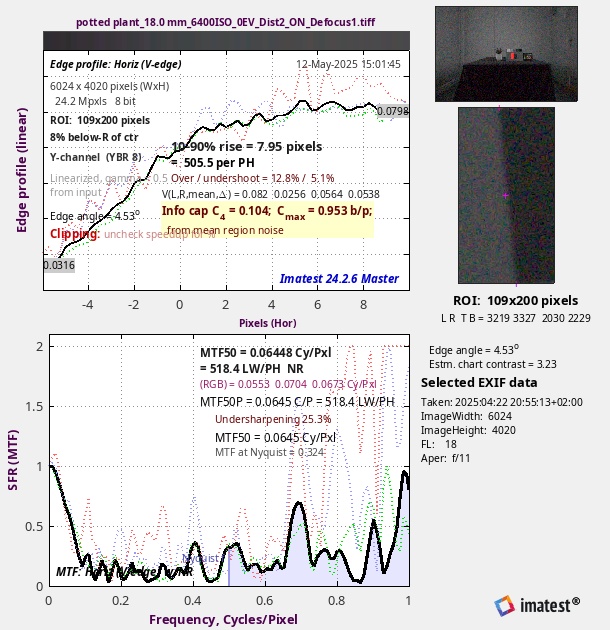 potted plant_18.0 mm_6400ISO_0EV_Dist2_ON_Defocus1.tiff
Edge profile: Horiz (V-edge)
12-May-2025 15:01:45
6024 x 4020 pixels (WxH)
24.2 Mpxls   8 bit
ROI:  109x200 pixels
8% below-R of ctr
Y-channel  (YBR 8)
Linearized, gamma = 0.5
from input
Edge angle = 4.53°
Clipping: uncheck speedup for %
10-90% rise = 7.95 pixels
=  505.5 per PH
Over / undershoot = 12.8% /  5.1%
V(L,R,mean,Δ) = 0.082  0.0256  0.0564  0.0538
Info cap C4 = 0.104;  Cmax = 0.953 b/p;
from mean region noise
0.0798
0.0316
Imatest 24.2.6 Master
Edge profile (linear)
-4 -2 0 2 4 6 8
Pixels (Hor)
MTF50 = 0.06448 Cy/Pxl
= 518.4 LW/PH  NR
(RGB) = 0.0553  0.0704  0.0673 Cy/Pxl
MTF50P = 0.0645 C/P = 518.4 LW/PH
Undersharpening 25.3%
MTF50 = 0.0645 Cy/Pxl
MTF at Nyquist = 0.324
Nyquist
SFR (MTF)
2
1.5
1
0.5
0
0 0.2 0.4 0.6 0.8 1
Frequency, Cycles/Pixel
ROI:  109x200 pixels
L R  T B = 3219 3327  2030 2229
Edge angle = 4.53°
Estm. chart contrast = 3.23
Selected EXIF data
Taken: 2025:04:22 20:55:13+02:00
ImageWidth:  6024
ImageHeight:  4020
FL:   18
Aper:  f/11
imatest®